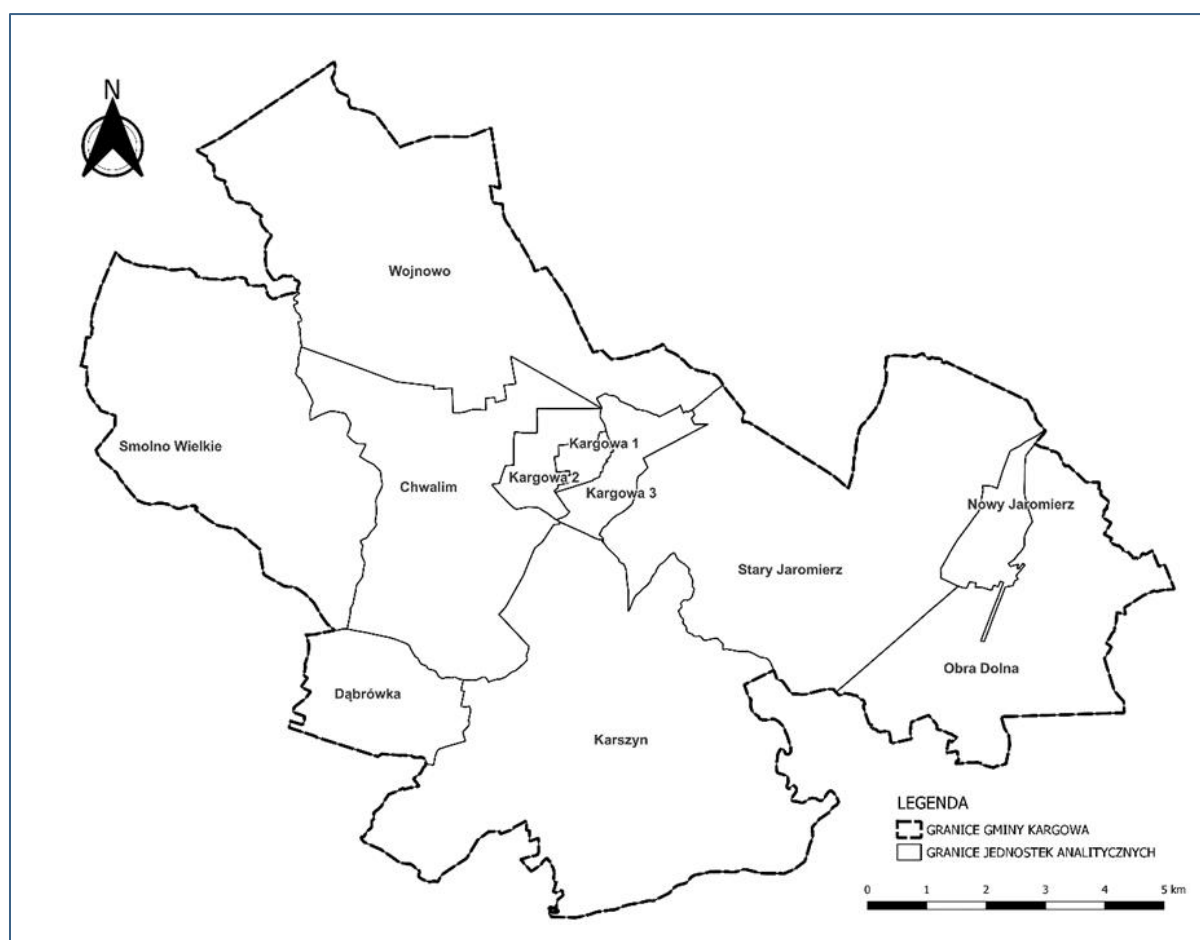 N
Wojnowo
Smolno Wielkie
Kargowa 1
Chwalim
Kargowa 2
Kargowa 3
Nowy Jaromierz
Stary Jaromierz
Obra Dolna
Dąbrówka
Karszyn
LEGENDA
GRANICE GMINY KARGOWA
GRANICE JEDNOSTEK ANALITYCZNYCH
0 1 2 3 4 5 km